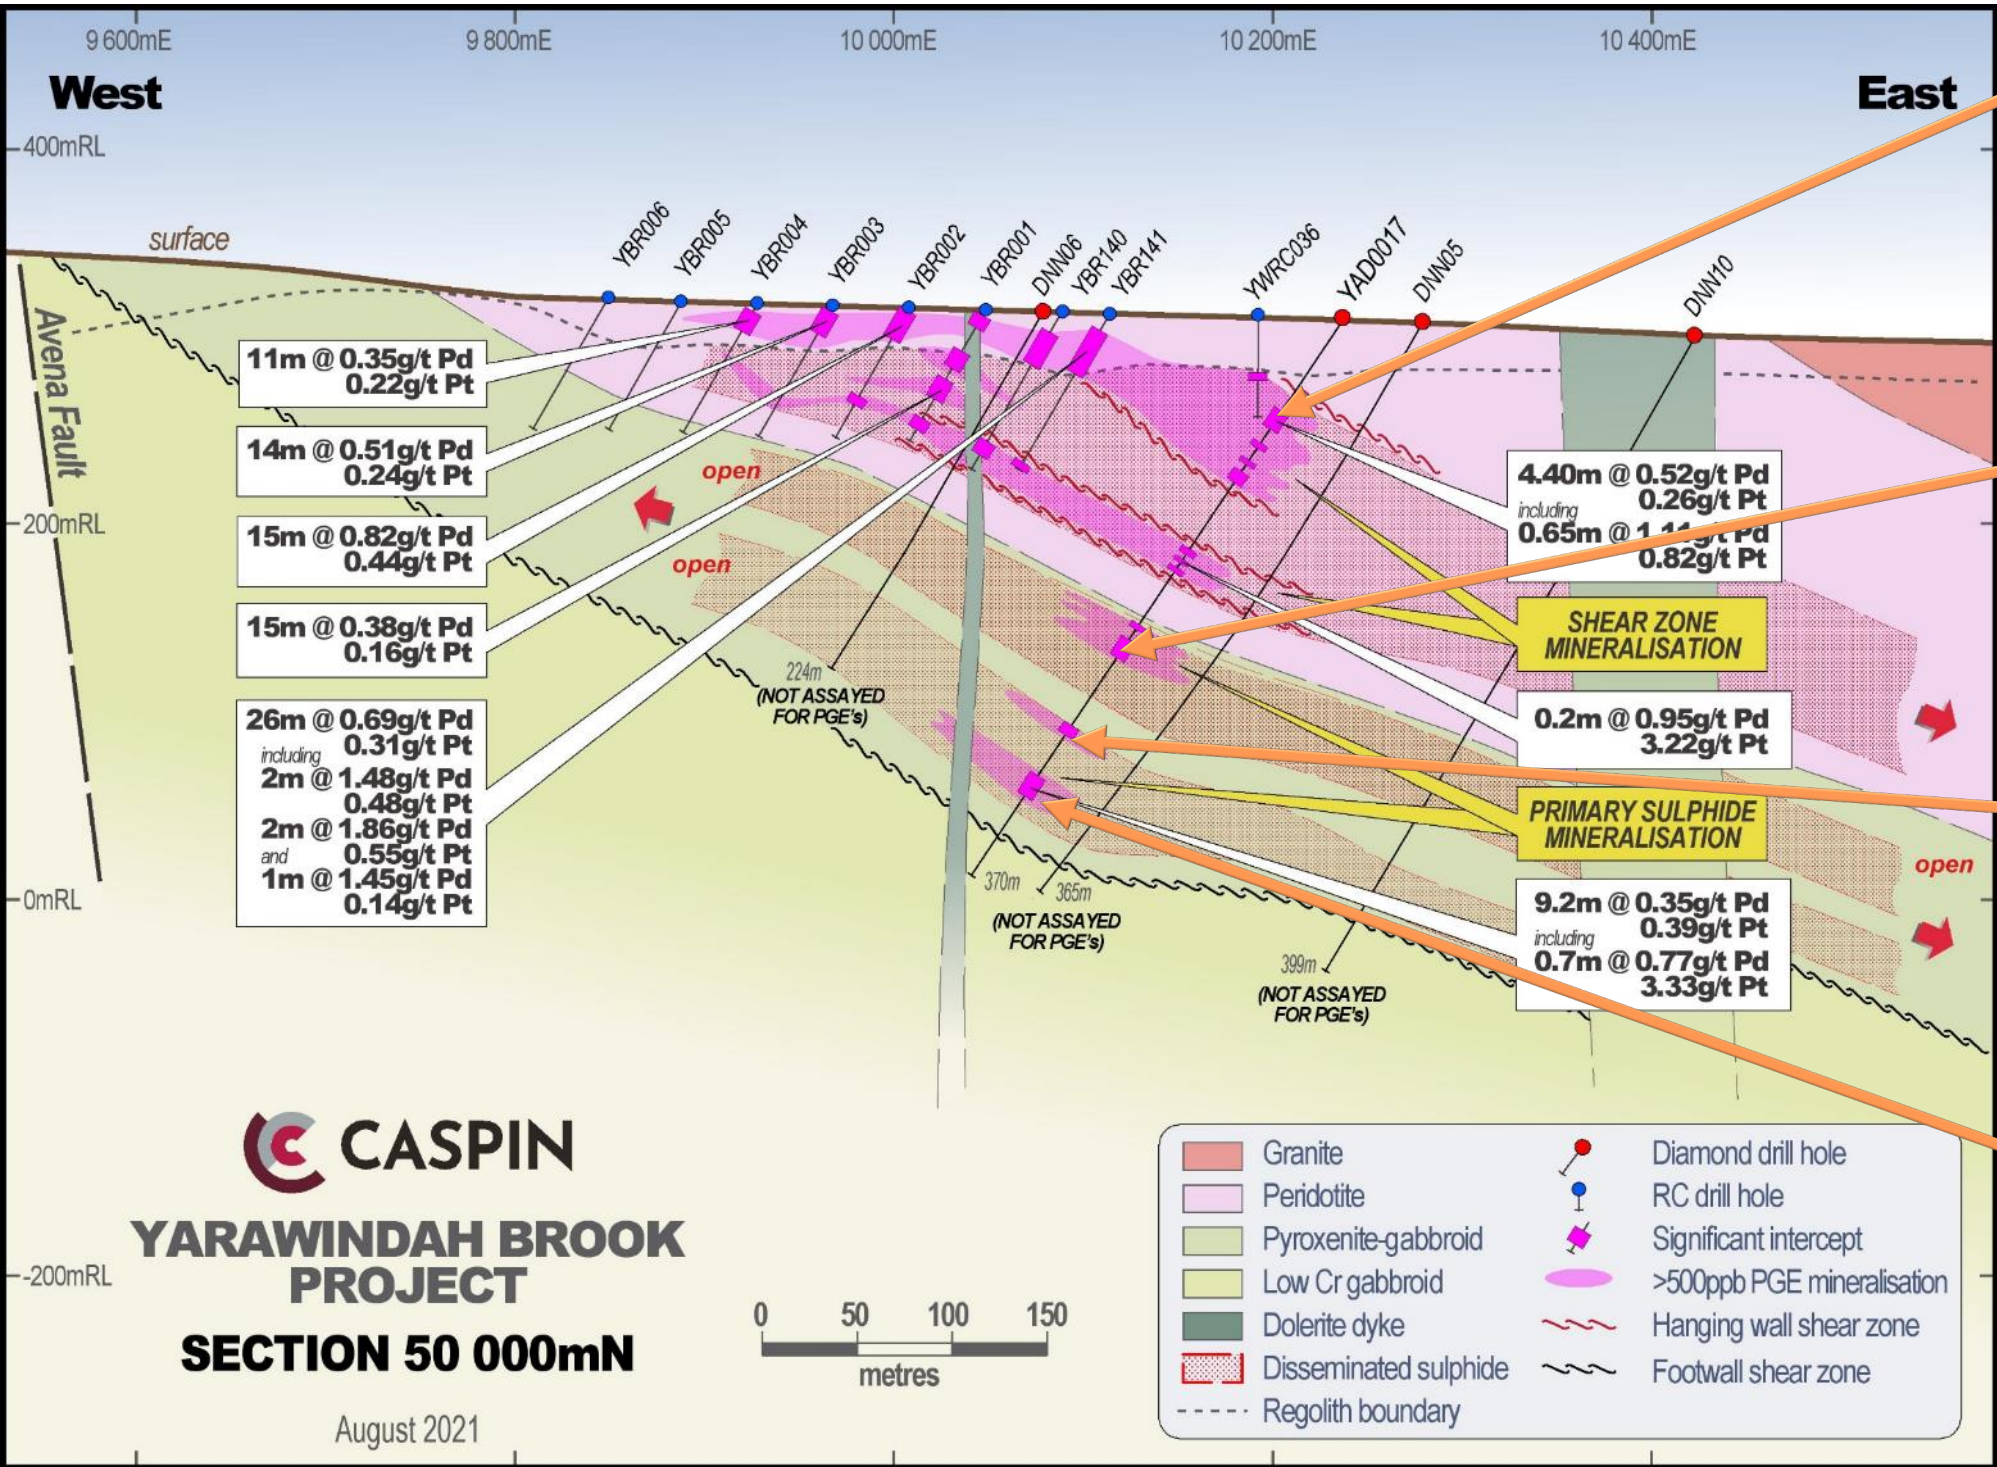 9 600mE
9 800mE
10 000mE
10 200mE
10 400mE
West
East
400mRL
surface
YBR006
YBR005
YBR004
YBR003
YBR002
YBR001
DNN06
YBR140
YBR141
YWRC036
YAD0017
DNN05
DNN10
Avena Fault
11m @ 0.35g/t Pd
0.22g/t Pt
14m @ 0.51g/t Pd
0.24g/t Pt
15m @ 0.82g/t Pd
0.44g/t Pt
15m @ 0.38g/t Pd
0.16g/t Pt
26m @ 0.69g/t Pd
0.31g/t Pt
including
2m @ 1.48g/t Pd
0.48g/t Pt
2m @ 1.86g/t Pd
and 0.55g/t Pt
1m @ 1.45g/t Pd
0.14g/t Pt
200mRL
0mRL
-200mRL
open
open
224m
(NOT ASSAYED
FOR PGE's)
370m
365m
(NOT ASSAYED
FOR PGE's)
399m
(NOT ASSAYED
FOR PGE's)
4.40m @ 0.52g/t Pd
0.26g/t Pt
including
0.65m @ 1.11g/t Pd
0.82g/t Pt
SHEAR ZONE
MINERALISATION
0.2m @ 0.95g/t Pd
3.22g/t Pt
PRIMARY SULPHIDE
MINERALISATION
open
9.2m @ 0.35g/t Pd
0.39g/t Pt
including
0.7m @ 0.77g/t Pd
3.33g/t Pt
CASPIN
YARAWINDAH BROOK
PROJECT
SECTION 50 000mN
August 2021
0 50 100 150
metres
Granite
Peridotite
Pyroxenite-gabbroid
Low Cr gabbroid
Dolerite dyke
Disseminated sulphide
Regolith boundary
Diamond drill hole
RC drill hole
Significant intercept
>500ppb PGE mineralisation
Hanging wall shear zone
Footwall shear zone